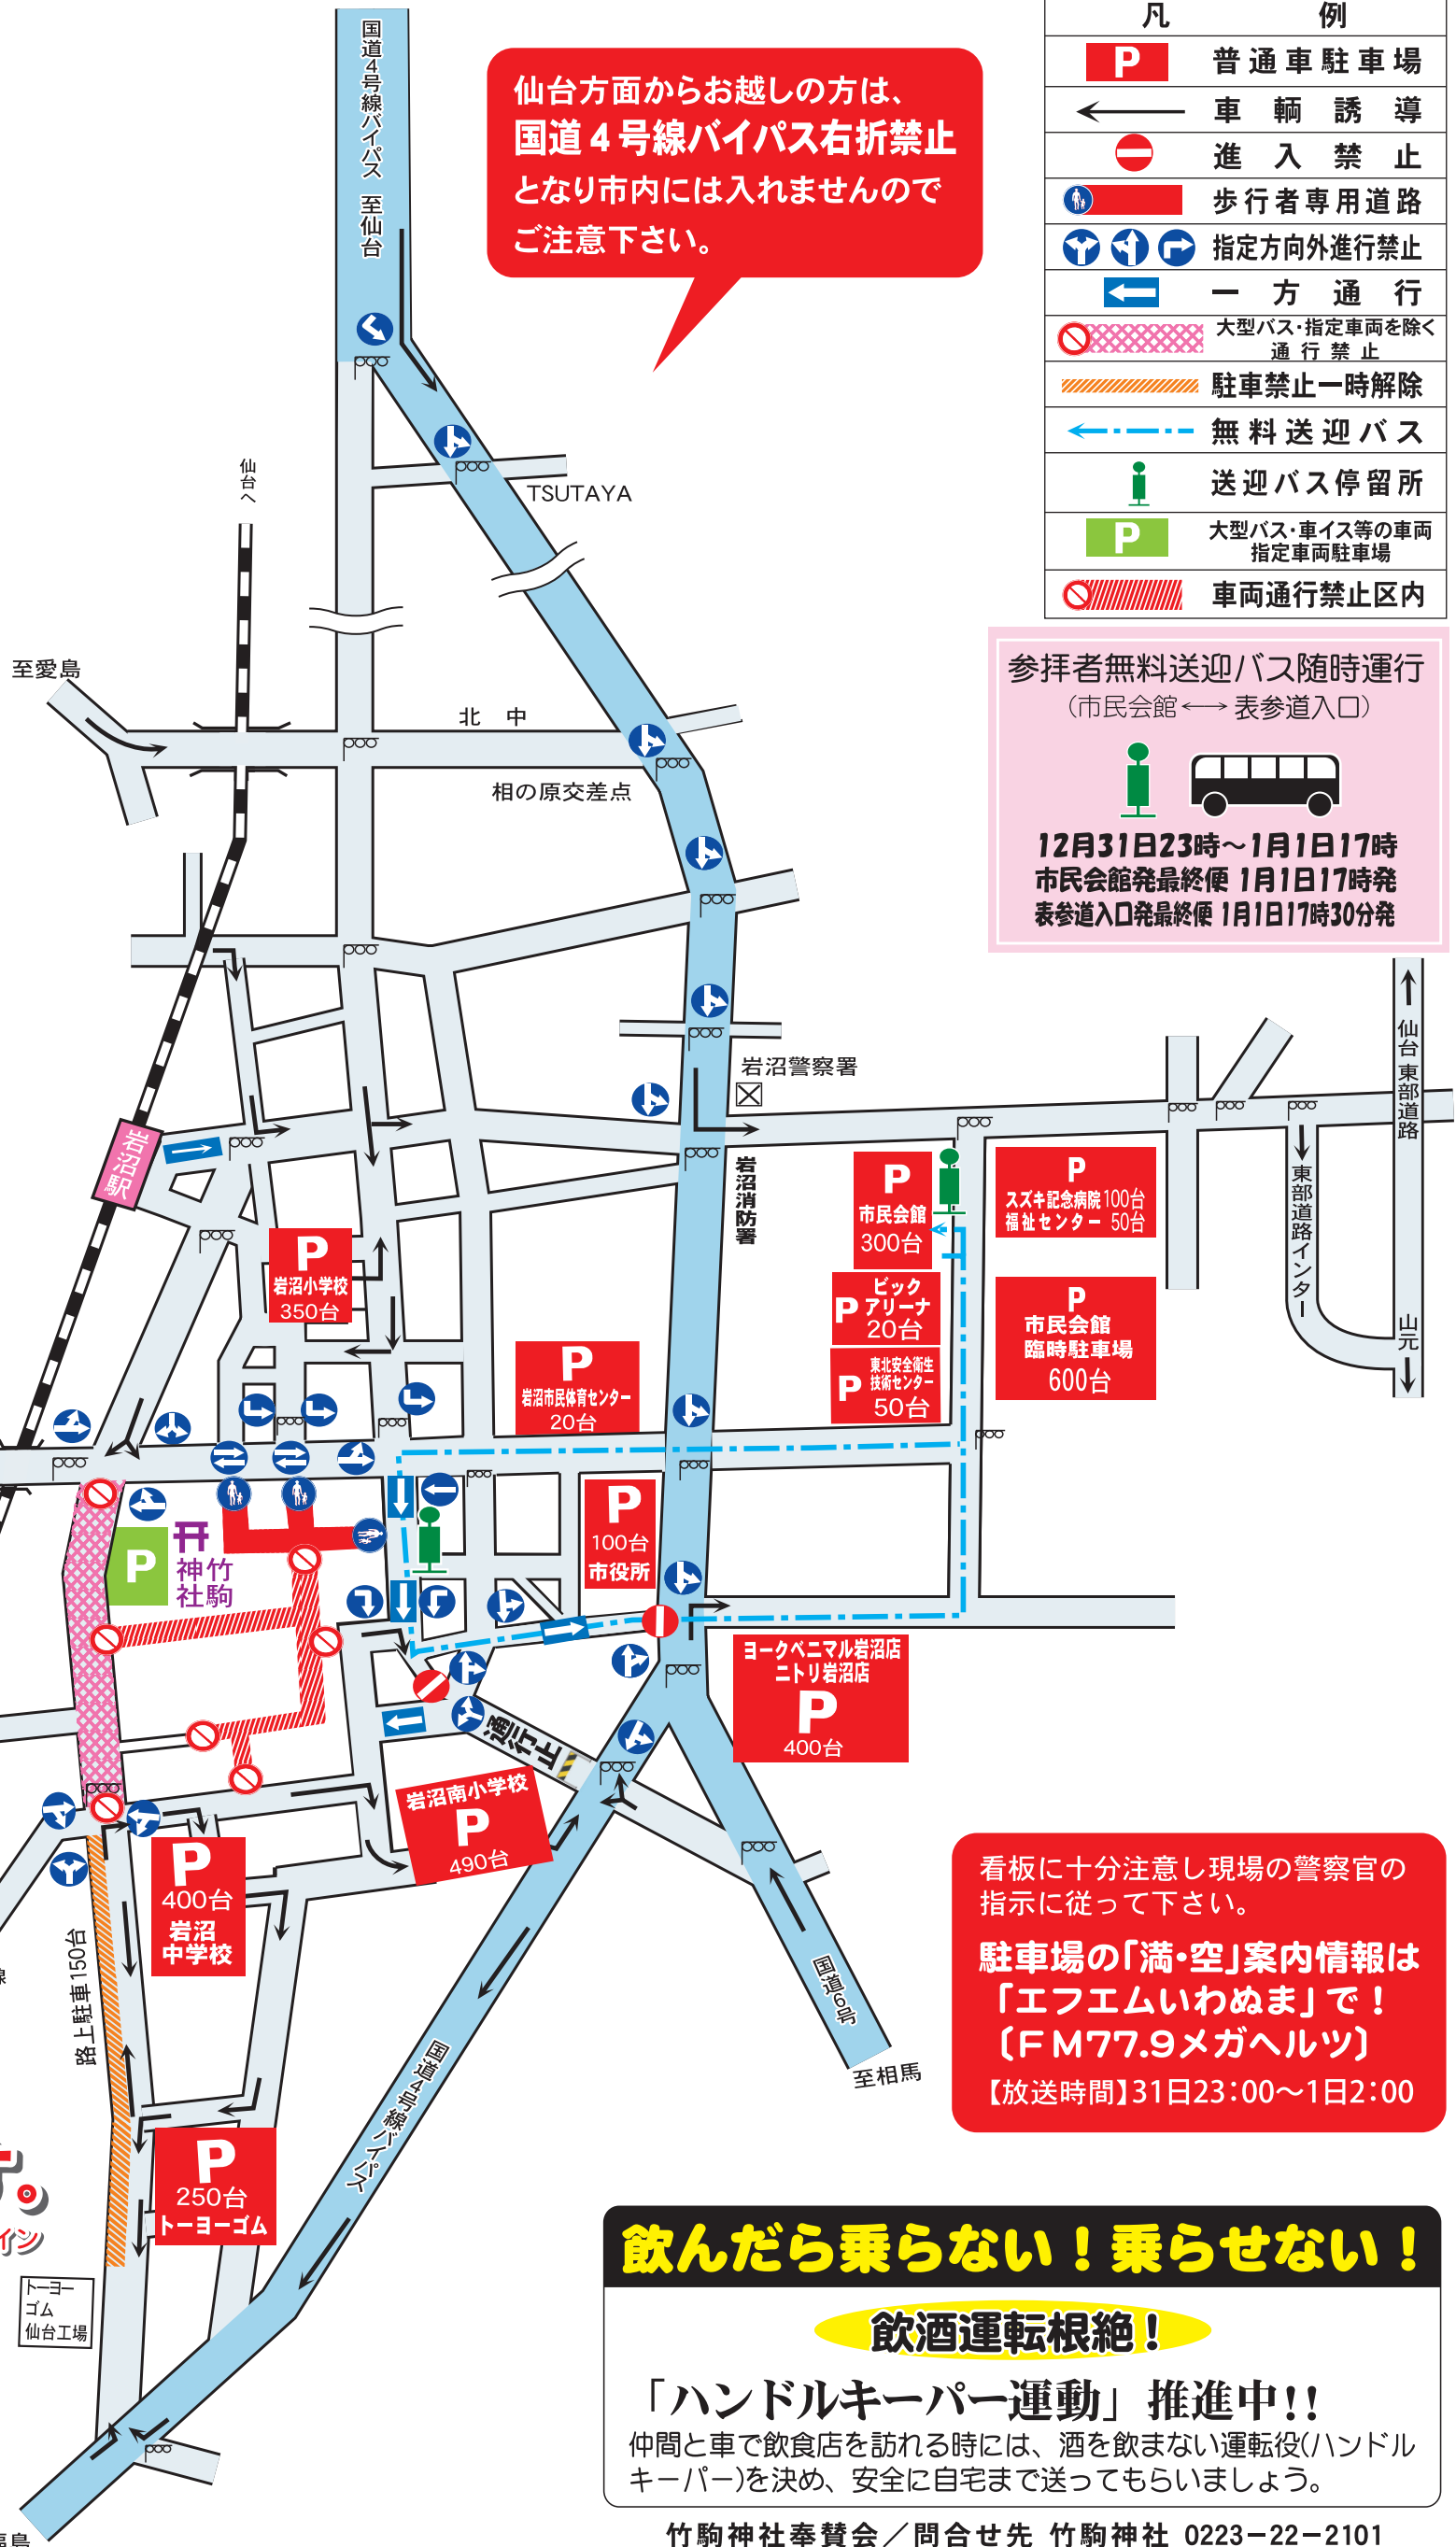 国道4号線バイパス　至仙台
仙台方面からお越しの方は、
国道4号線バイパス右折禁止
となり市内には入れませんので
ご注意下さい。
凡　例
P 普通車駐車場
車輌誘導
進入禁止
歩行者専用道路
指定方向外進行禁止
一方通行
大型バス・指定車両を除く
通行禁止
駐車禁止一時解除
無料送迎バス
送迎バス停留所
P 大型バス・車イス等の車両
指定車両駐車場
車両通行禁止区内
参拝者無料送迎バス随時運行
（市民会館←→表参道入口）
12月31日23時～1月1日17時
市民会館発最終便 1月1日17時発
表参道入口発最終便 1月1日17時30分発
仙台へ
TSUTAYA
至愛島
北中
相の原交差点
岩沼警察署
岩沼消防署
仙台東部道路
東部道路インター
山元
岩沼駅
P
岩沼小学校
350台
P
市民会館
300台
P
スズキ記念病院 100台
福祉センター 50台
P
ビック
アリーナ
20台
P
市民会館
臨時駐車場
600台
P
東北安全衛生
技術センター
50台
P
岩沼市民体育センター
20台
P
100台
市役所
P
竹駒
神社
ヨークベニマル岩沼店
ニトリ岩沼店
P
400台
通行止
岩沼南小学校
P
490台
P
400台
岩沼
中学校
路上駐車150台
線
国道6号
至相馬
国道4号線バイパス
P
250台
トーヨーゴム
す。
イン
トーヨー
ゴム
仙台工場
看板に十分注意し現場の警察官の
指示に従って下さい。
駐車場の「満・空」案内情報は
「エフエムいわぬま」で！
〔ＦＭ77.9メガヘルツ〕
【放送時間】31日23：00～1日2：00
飲んだら乗らない！乗らせない！
飲酒運転根絶！
「ハンドルキーパー運動」推進中!!
仲間と車で飲食店を訪れる時には、酒を飲まない運転役(ハンドル
キーパー)を決め、安全に自宅まで送ってもらいましょう。
竹駒神社奉賛会／問合せ先 竹駒神社 0223－22－2101